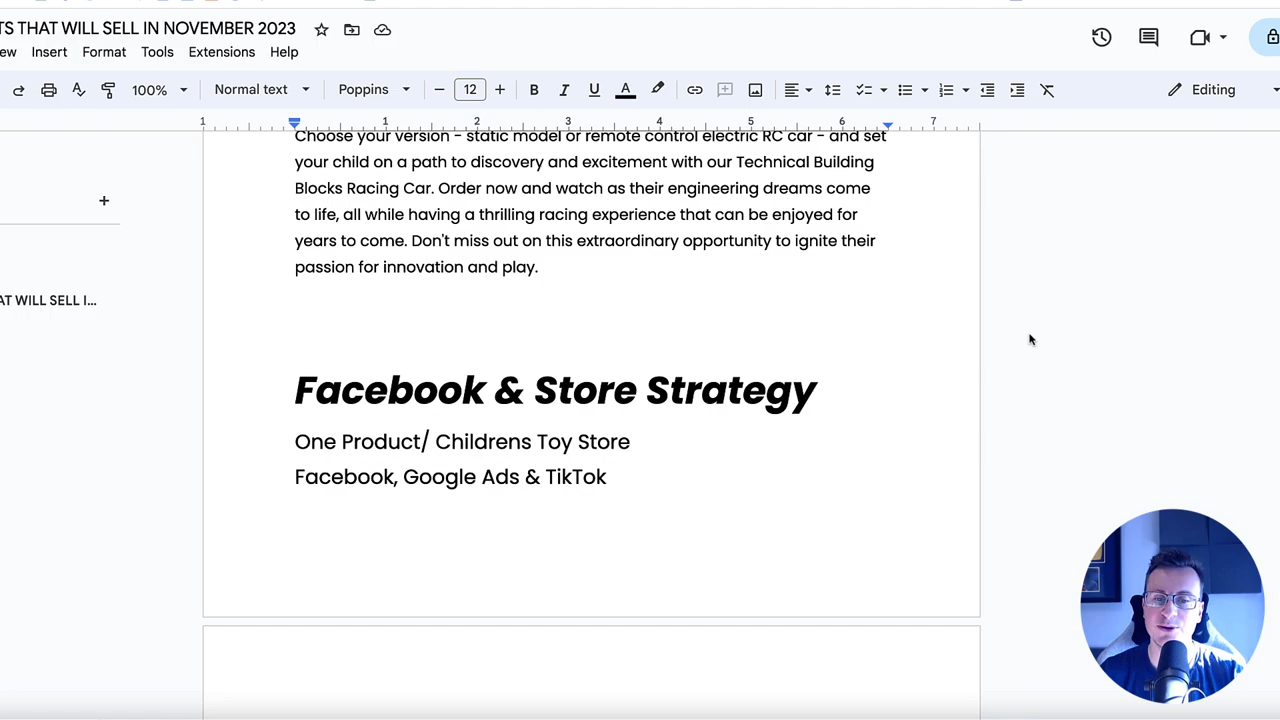 TS THAT WILL SELL IN NOVEMBER 2023
ew Insert Format Tools Extensions Help
100% Normal text Poppins 12 B I U A Editing
1 1 2 3 4 5 6 7
Choose your version - static model or remote control electric RC car - and set
your child on a path to discovery and excitement with our Technical Building
Blocks Racing Car. Order now and watch as their engineering dreams come
to life, all while having a thrilling racing experience that can be enjoyed for
years to come. Don't miss out on this extraordinary opportunity to ignite their
passion for innovation and play.
AT WILL SELL I...
Facebook & Store Strategy
One Product/ Childrens Toy Store
Facebook, Google Ads & TikTok